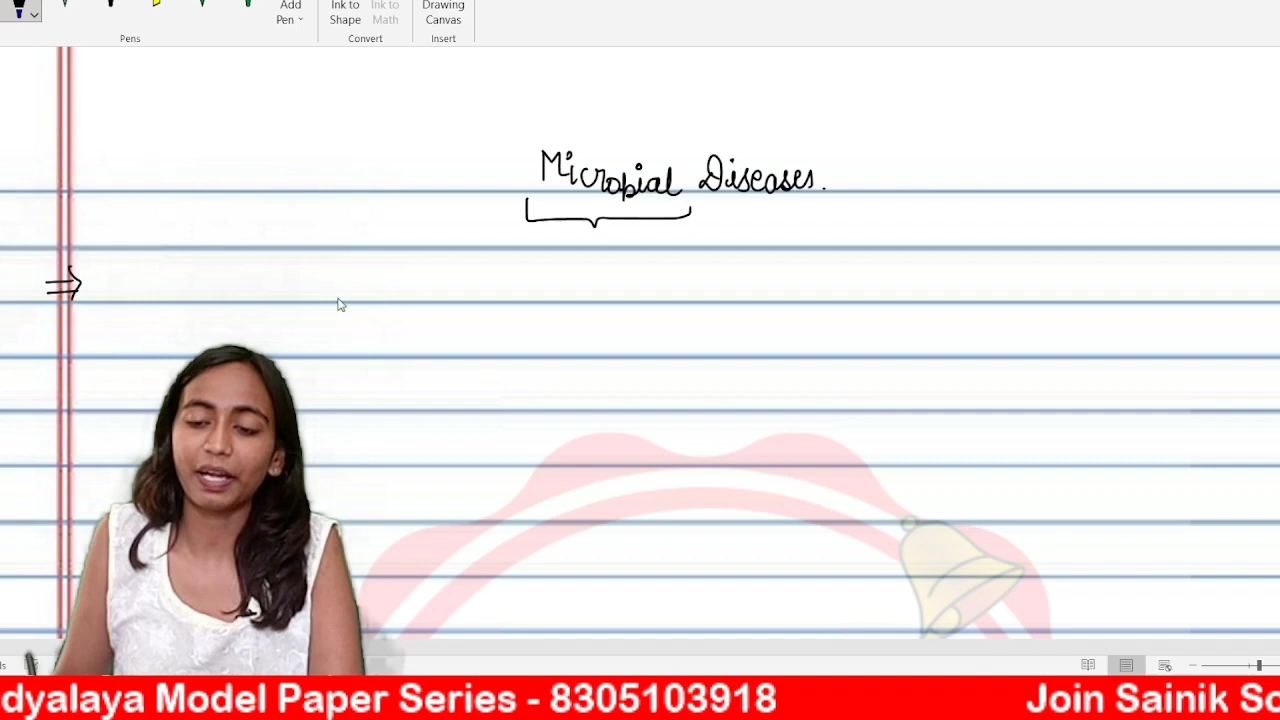 Add
Pen
Ink to
Shape
Ink to
Math
Drawing
Canvas
Pens
Convert
Insert
Microbial Diseases.
⇒
dyalaya Model Paper Series - 8305103918 Join Sainik Sc